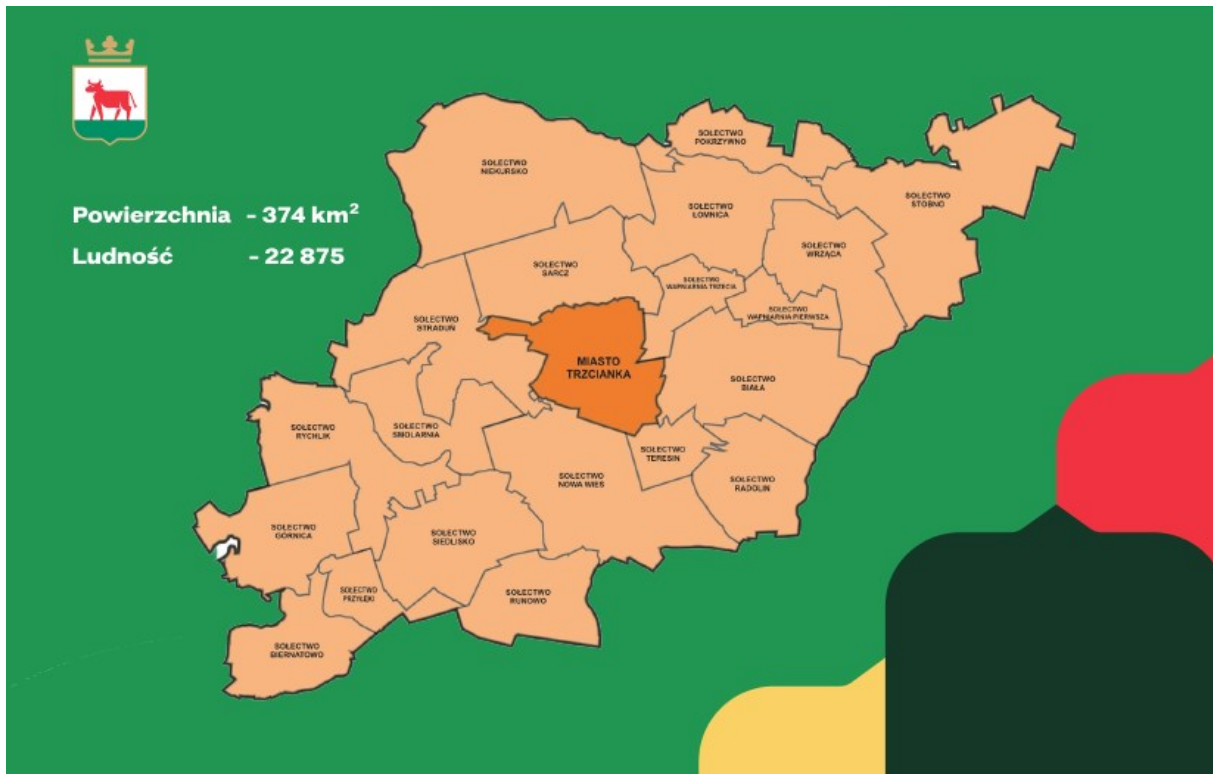 Powierzchnia - 374 km²
Ludność - 22 875
SOŁECTWO
NIEKURSKO
SOŁECTWO
POKRZYWNO
SOŁECTWO
STOBNO
SOŁECTWO
ŁOMNICA
SOŁECTWO
WRZĄCA
SOŁECTWO
SARCZ
SOŁECTWO
WAPNIARNIA TRZECIA
SOŁECTWO
WAPNIARNIA PIERWSZA
SOŁECTWO
STRADUŃ
MIASTO
TRZCIANKA
SOŁECTWO
BIAŁA
SOŁECTWO
RYCHLIK
SOŁECTWO
SMOLARNIA
SOŁECTWO
TERESIN
SOŁECTWO
NOWA WIEŚ
SOŁECTWO
RADOLIN
SOŁECTWO
GÓRNICA
SOŁECTWO
SIEDLISKO
SOŁECTWO
PRZYŁĘKI
SOŁECTWO
RUNOWO
SOŁECTWO
BIERNATOWO